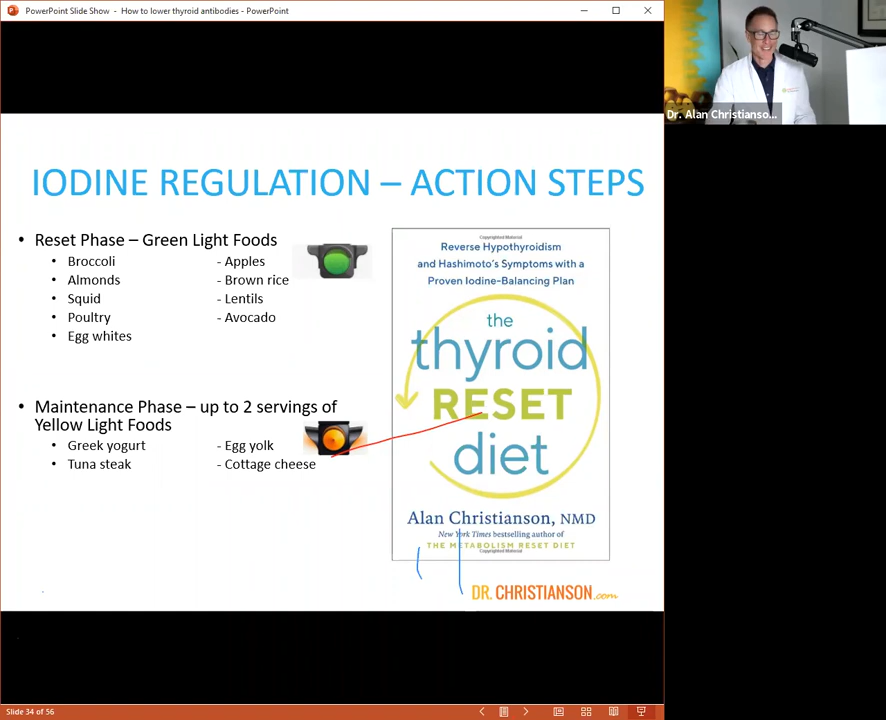 PowerPoint Slide Show - How to lower thyroid antibodies - PowerPoint
Dr. Alan Christianso...
IODINE REGULATION – ACTION STEPS
• Reset Phase – Green Light Foods
• Broccoli - Apples
• Almonds - Brown rice
• Squid - Lentils
• Poultry - Avocado
• Egg whites
• Maintenance Phase – up to 2 servings of
Yellow Light Foods
• Greek yogurt - Egg yolk
• Tuna steak - Cottage cheese
Copyrighted Material
Reverse Hypothyroidism
and Hashimoto's Symptoms with a
Proven Iodine-Balancing Plan
the
thyroid
RESET
diet
Alan Christianson, NMD
New York Times bestselling author of
THE METABOLISM RESET DIET
Copyrighted Material
DR. CHRISTIANSON.com
Slide 34 of 56